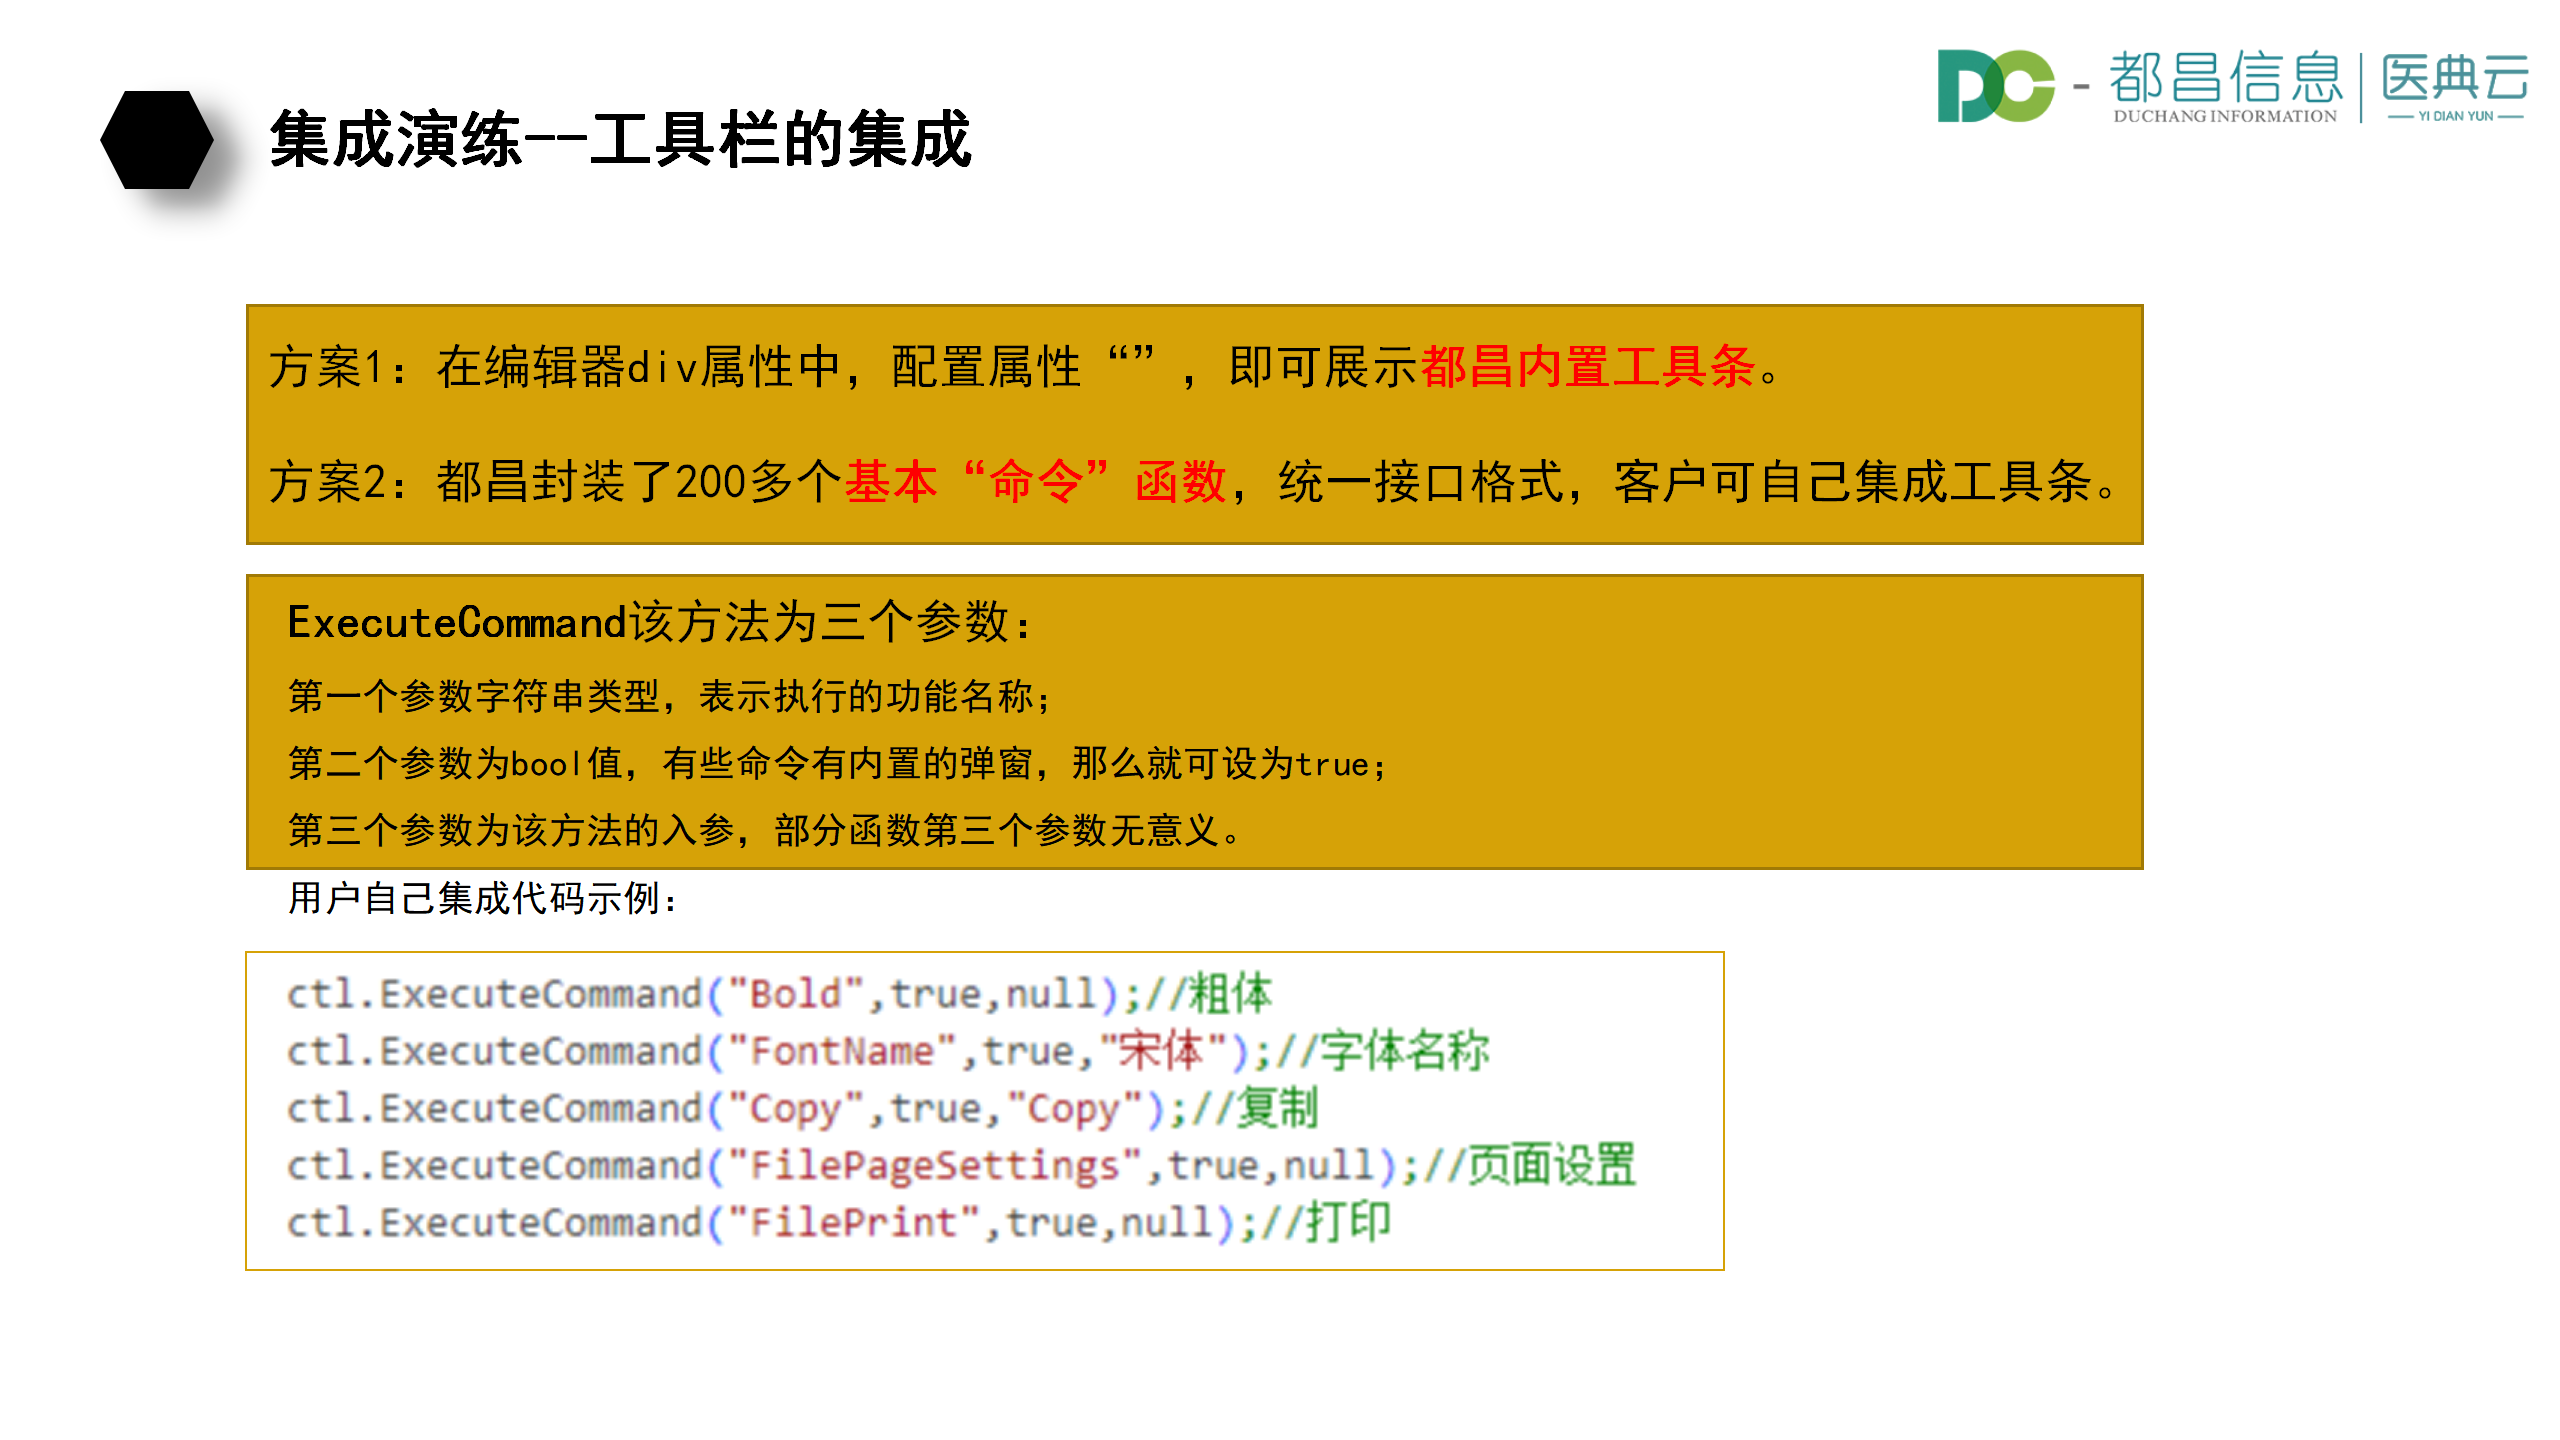 DC - 都昌信息 | 医典云
DUCHANG INFORMATION — YI DIAN YUN —
集成演练--工具栏的集成
方案1：在编辑器div属性中，配置属性“”，即可展示都昌内置工具条。
方案2：都昌封装了200多个基本“命令”函数，统一接口格式，客户可自己集成工具条。
ExecuteCommand该方法为三个参数：
第一个参数字符串类型，表示执行的功能名称；
第二个参数为bool值，有些命令有内置的弹窗，那么就可设为true；
第三个参数为该方法的入参，部分函数第三个参数无意义。
用户自己集成代码示例：
ctl.ExecuteCommand("Bold",true,null);//粗体
ctl.ExecuteCommand("FontName",true,"宋体");//字体名称
ctl.ExecuteCommand("Copy",true,"Copy");//复制
ctl.ExecuteCommand("FilePageSettings",true,null);//页面设置
ctl.ExecuteCommand("FilePrint",true,null);//打印